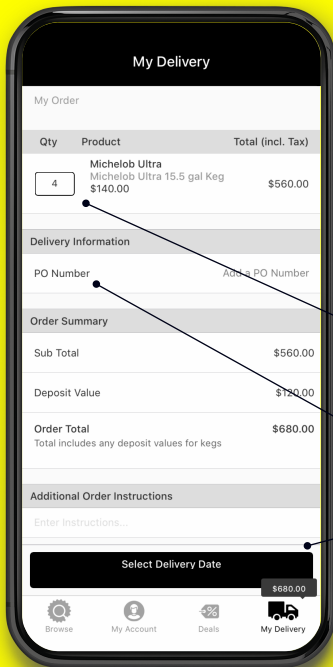 My Delivery
My Order
Qty Product Total (incl. Tax)
Michelob Ultra
Michelob Ultra 15.5 gal Keg
4 $140.00 $560.00
Delivery Information
PO Number Add a PO Number
Order Summary
Sub Total $560.00
Deposit Value $120.00
Order Total $680.00
Total includes any deposit values for kegs
Additional Order Instructions
Enter Instructions...
Select Delivery Date
$680.00
Browse My Account Deals My Delivery